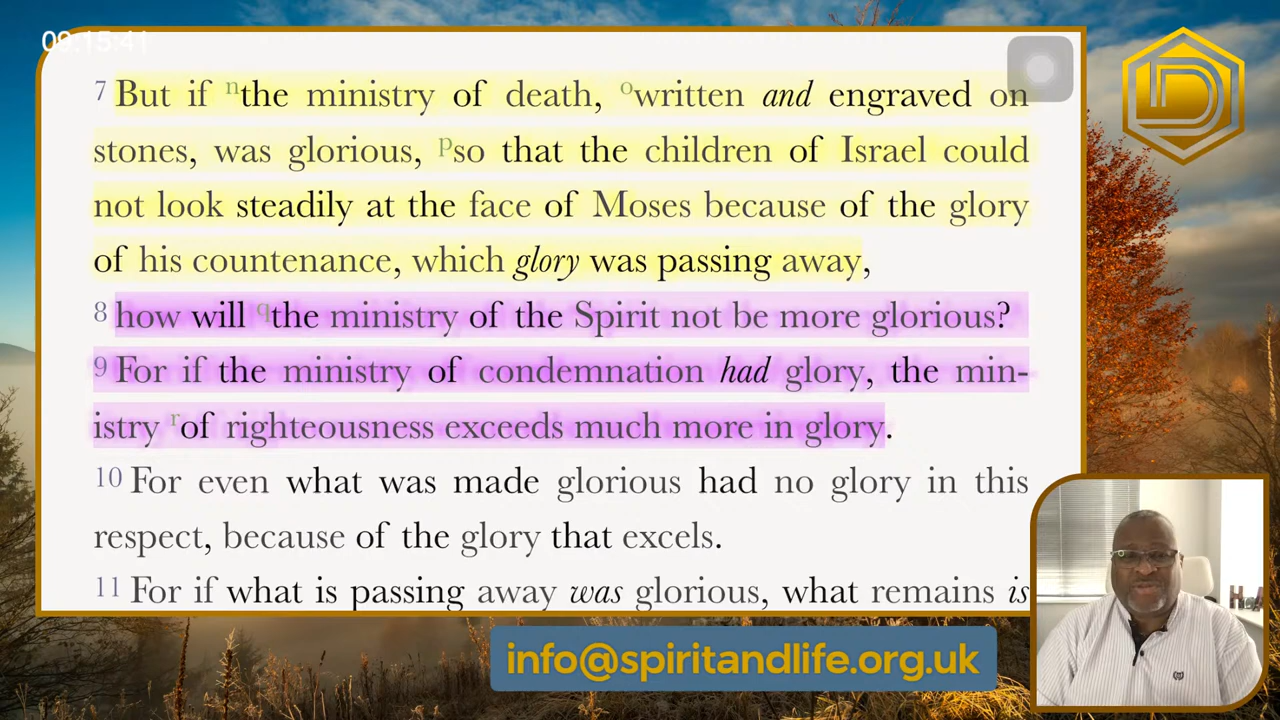 09:15:41
7 But if ⁿthe ministry of death, ᵒwritten and engraved on
stones, was glorious, ᵖso that the children of Israel could
not look steadily at the face of Moses because of the glory
of his countenance, which glory was passing away,
8 how will qthe ministry of the Spirit not be more glorious?
9 For if the ministry of condemnation had glory, the min-
istry ʳof righteousness exceeds much more in glory.
10 For even what was made glorious had no glory in this
respect, because of the glory that excels.
11 For if what is passing away was glorious, what remains is
info@spiritandlife.org.uk